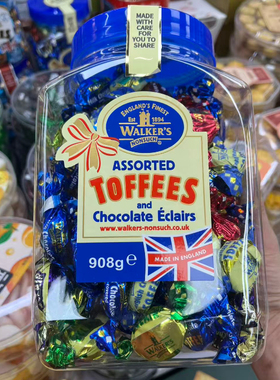 MADE
WITH
CARE
FOR
YOU TO
SHARE
ENGLAND'S FINEST
Est 1894
WALKER'S
NONSUCH
ASSORTED
TOFFEES
and
Chocolate Éclairs
www.walkers-nonsuch.co.uk
908g e
MADE IN ENGLAND
WALKER'S